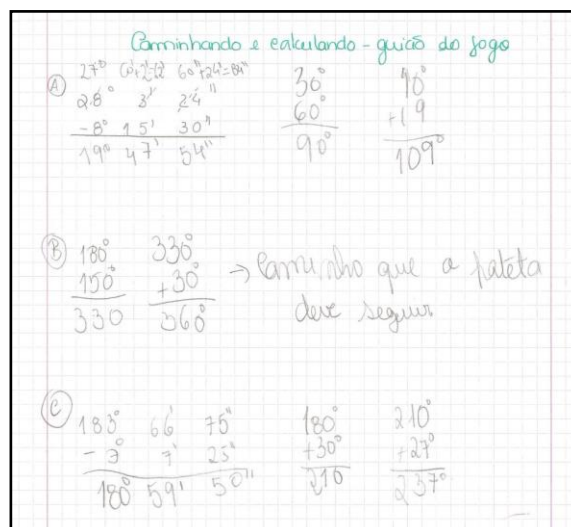 Caminhando e calculando - guião do jogo
A
27° 60'+2'=62' 60"+24"=84"
28° 3' 24"
-8° 15' 30"
19° 47' 54"
30°
60°
90°
90°
+19
109°
B
180°
150°
330
330°
+30°
360°
→ Caminho que a pateta
deve seguir
C
183° 66' 75"
-3° 7' 25"
180° 59' 50"
180°
+30°
210
210°
+27°
237°